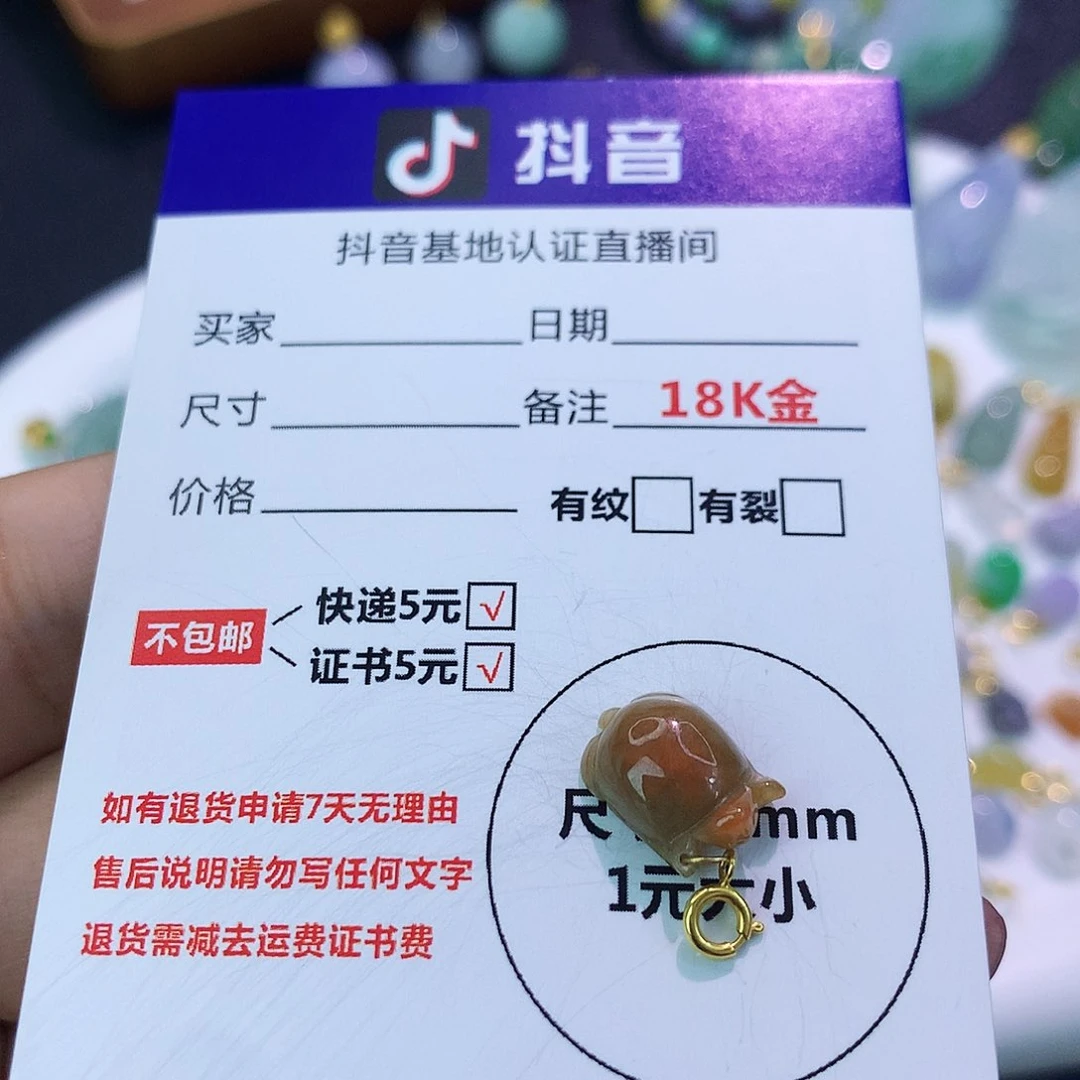 抖音
抖音基地认证直播间
买家 日期
尺寸 备注 18K金
价格 有纹 有裂
不包邮
快递5元 √
证书5元 √
如有退货申请7天无理由
售后说明请勿写任何文字
退货需减去运费证书费
尺 mm
1元大小